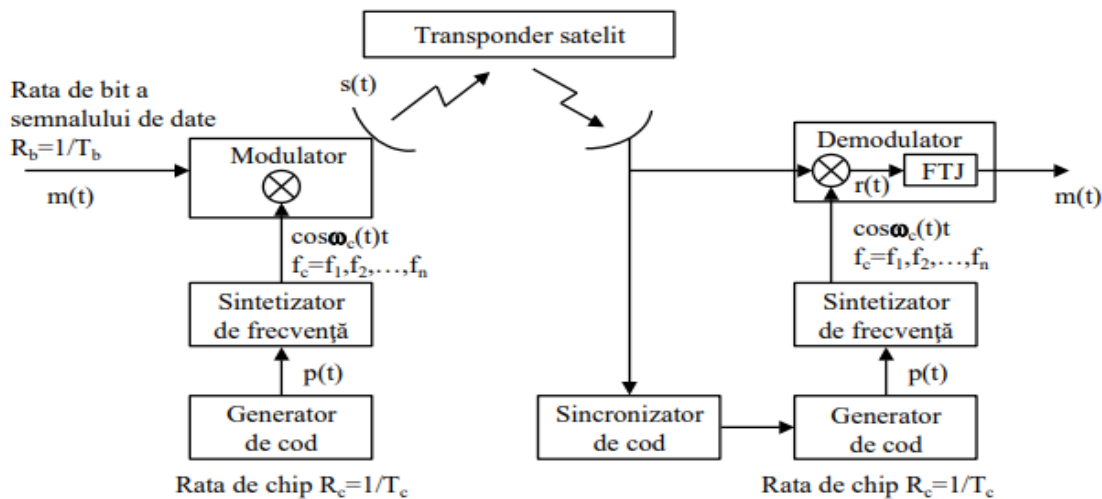 Transponder satelit
s(t)
Rata de bit a
semnalului de date
R_b=1/T_b
m(t)
Modulator
cosω_c(t)t
f_c=f_1,f_2,…,f_n
Sintetizator
de frecvenţă
p(t)
Generator
de cod
Rata de chip R_c=1/T_c
Sincronizator
de cod
Demodulator
r(t)
FTJ
m(t)
cosω_c(t)t
f_c=f_1,f_2,…,f_n
Sintetizator
de frecvenţă
p(t)
Generator
de cod
Rata de chip R_c=1/T_c